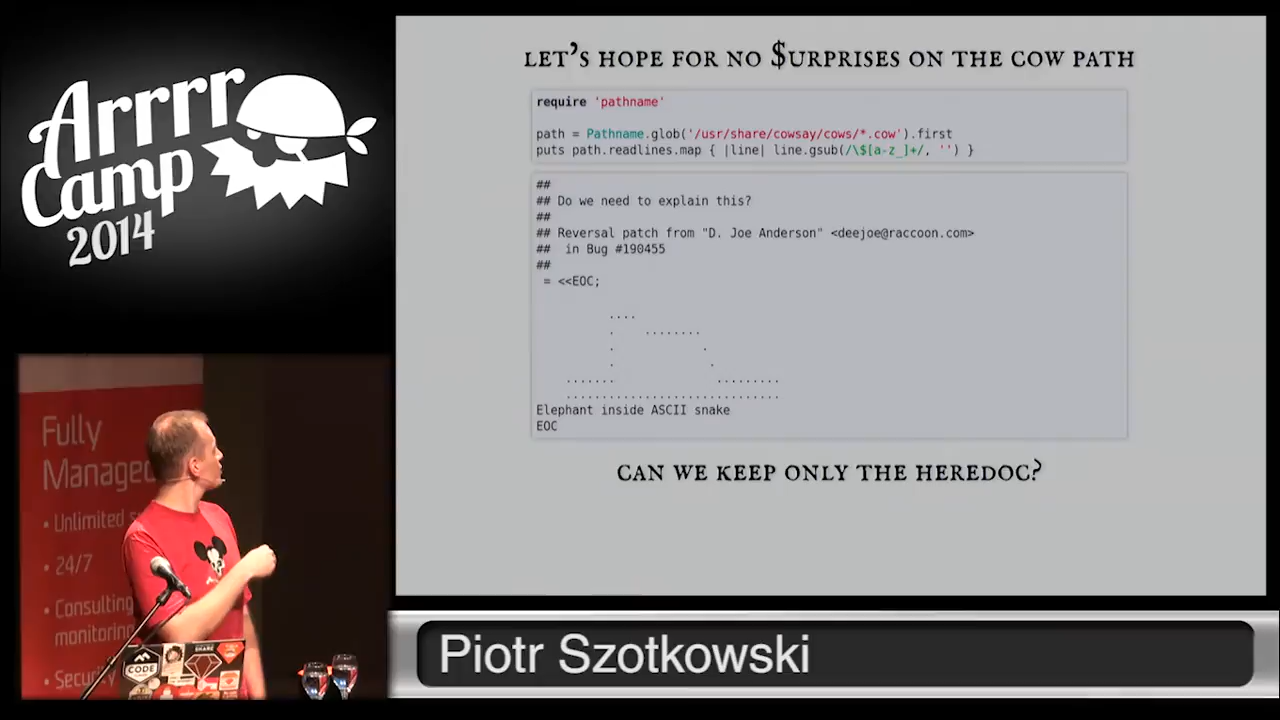 Arrrr
Camp
2014
LET'S HOPE FOR NO $URPRISES ON THE COW PATH
require 'pathname'
path = Pathname.glob('/usr/share/cowsay/cows/*.cow').first
puts path.readlines.map { |line| line.gsub(/\$[a-z_]+/, '') }
##
## Do we need to explain this?
##
## Reversal patch from "D. Joe Anderson" <deejoe@raccoon.com>
## in Bug #190455
##
= <<EOC;
....
. ........
. .
. .
....... .........
..............................
Elephant inside ASCII snake
EOC
CAN WE KEEP ONLY THE HEREDOC?
Fully
Managed
• Unlimited
• 24/7
• Consulting
monitoring
CODE
SHARE
Piotr Szotkowski